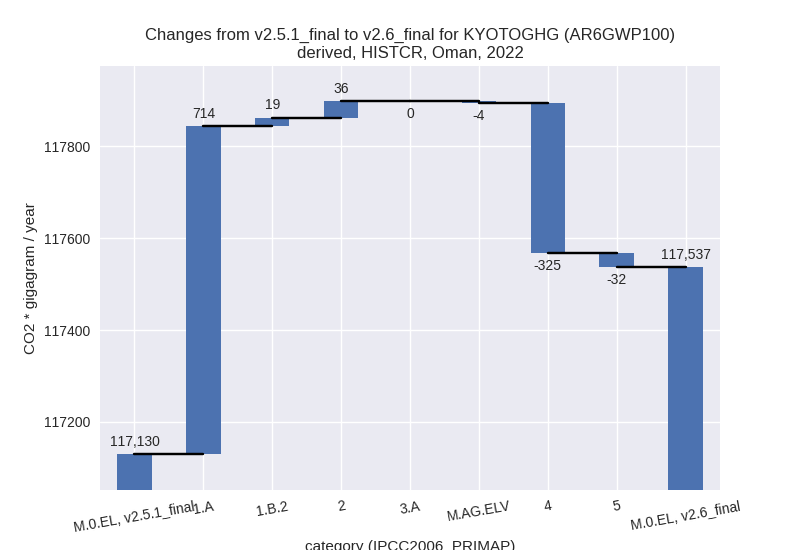 Changes from v2.5.1_final to v2.6_final for KYOTOGHG (AR6GWP100)
derived, HISTCR, Oman, 2022
CO2 * gigagram / year
117800
117600
117400
117200
117,130
714
19
36
0
-4
-325
-32
117,537
M.0.EL, v2.5.1_final
1.A
1.B.2
2
3.A
M.AG.ELV
4
5
M.0.EL, v2.6_final
category (IPCC2006_PRIMAP)